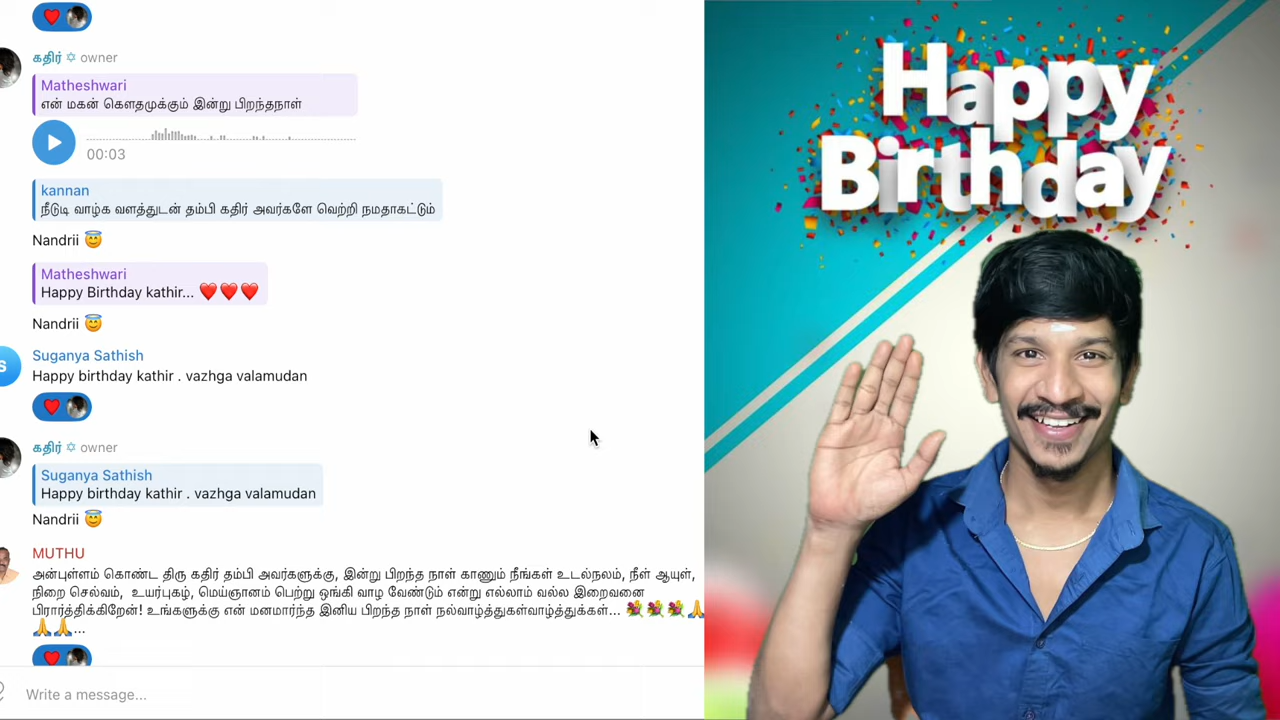 கதிர் ✡ owner
Matheshwari
என் மகன் கௌதமுக்கும் இன்று பிறந்தநாள்
00:03
kannan
நீடுடி வாழ்க வளத்துடன் தம்பி கதிர் அவர்களே வெற்றி நமதாகட்டும்
Nandrii 😇
Matheshwari
Happy Birthday kathir... ❤️❤️❤️
Nandrii 😇
S
Suganya Sathish
Happy birthday kathir . vazhga valamudan
கதிர் ✡ owner
Suganya Sathish
Happy birthday kathir . vazhga valamudan
Nandrii 😇
MUTHU
அன்புள்ளம் கொண்ட திரு கதிர் தம்பி அவர்களுக்கு, இன்று பிறந்த நாள் காணும் நீங்கள் உடல்நலம், நீள் ஆயுள்,
நிறை செல்வம், உயர்புகழ், மெய்ஞானம் பெற்று ஓங்கி வாழ வேண்டும் என்று எல்லாம் வல்ல இறைவனை
பிரார்த்திக்கிறேன்! உங்களுக்கு என் மனமார்ந்த இனிய பிறந்த நாள் நல்வாழ்த்துகள்வாழ்த்துக்கள்... 💐💐💐🙏
🙏🙏...
Write a message...
Happy
Birthday